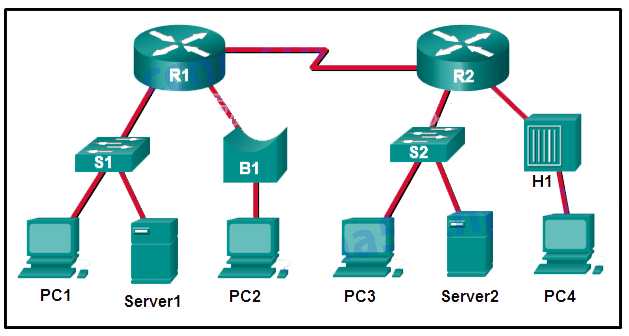 R1
R2
S1
B1
S2
H1
PC1
Server1
PC2
PC3
Server2
PC4